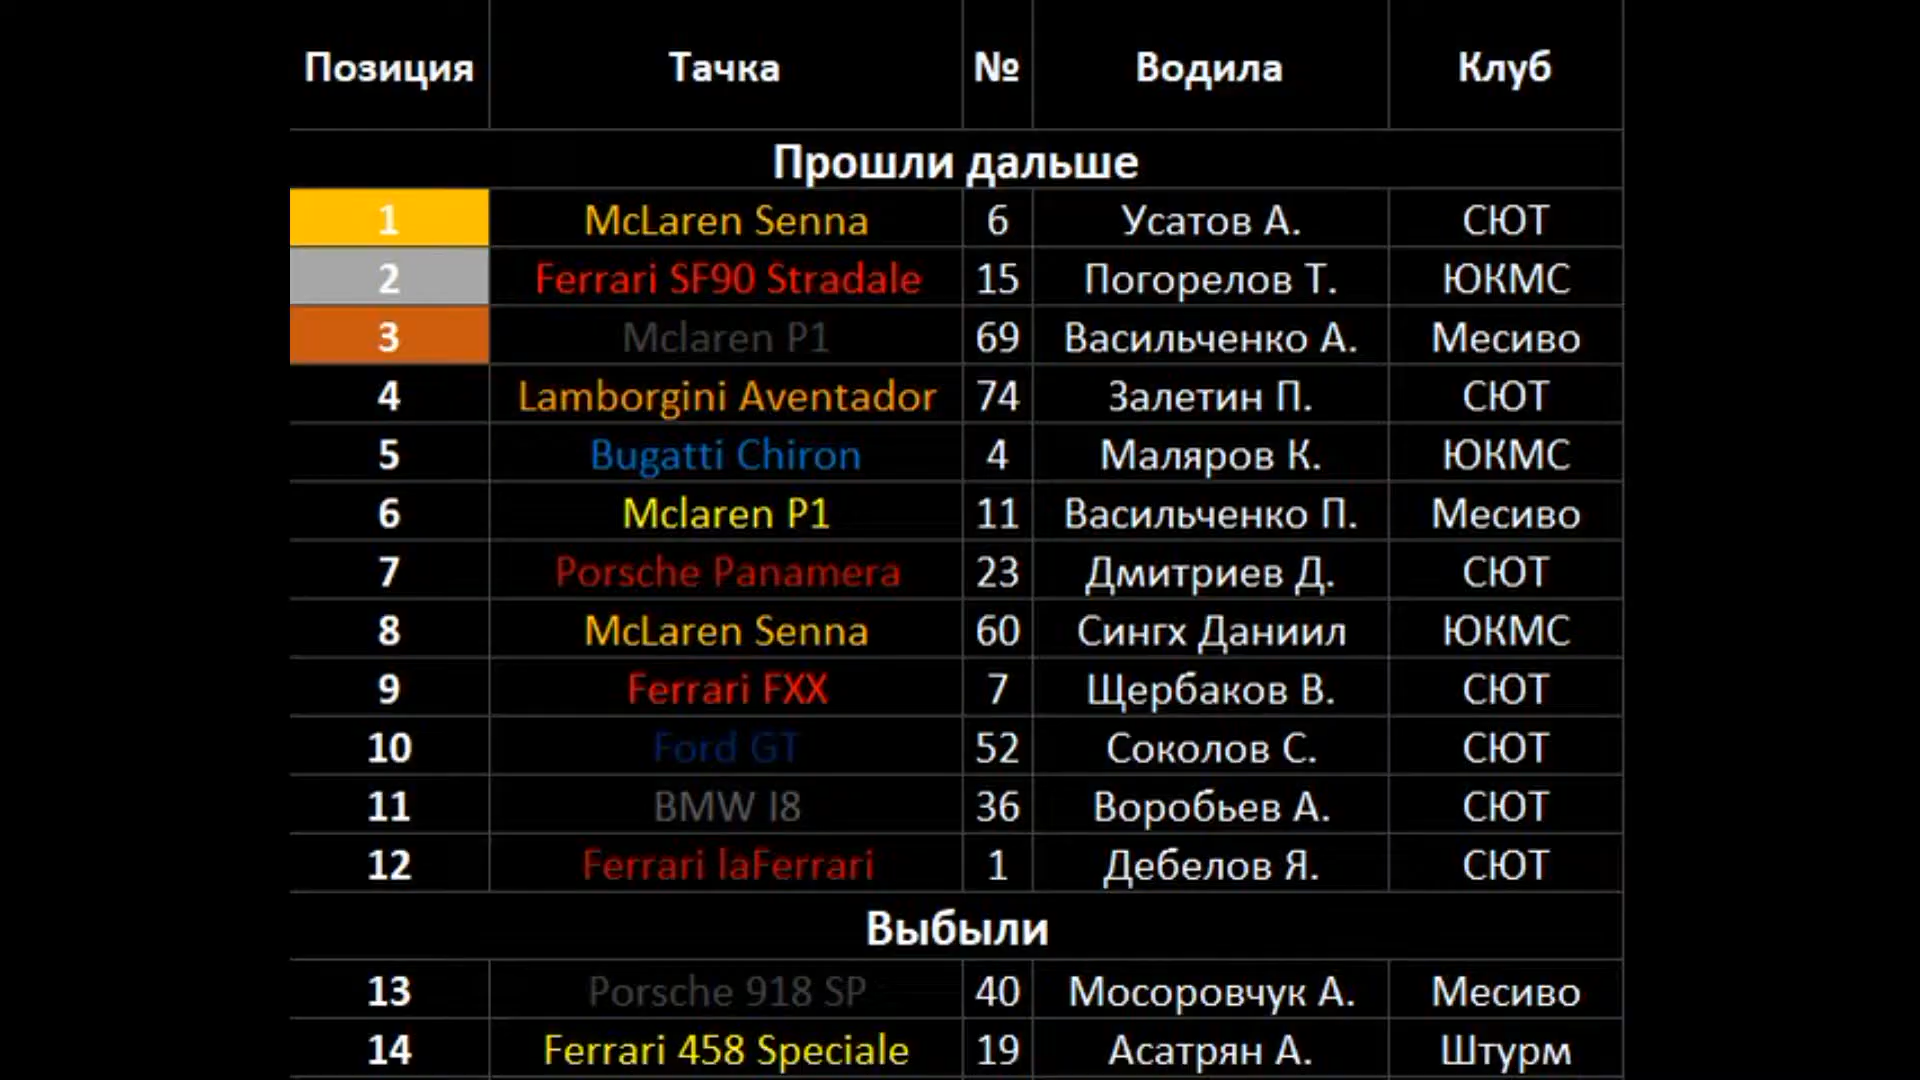 Позиция Тачка № Водила Клуб
Прошли дальше
1 McLaren Senna 6 Усатов А. СЮТ
2 Ferrari SF90 Stradale 15 Погорелов Т. ЮКМС
3 Mclaren P1 69 Васильченко А. Месиво
4 Lamborgini Aventador 74 Залетин П. СЮТ
5 Bugatti Chiron 4 Маляров К. ЮКМС
6 Mclaren P1 11 Васильченко П. Месиво
7 Porsche Panamera 23 Дмитриев Д. СЮТ
8 McLaren Senna 60 Сингх Даниил ЮКМС
9 Ferrari FXX 7 Щербаков В. СЮТ
10 Ford GT 52 Соколов С. СЮТ
11 BMW I8 36 Воробьев А. СЮТ
12 Ferrari laFerrari 1 Дебелов Я. СЮТ
Выбыли
13 Porsche 918 SP 40 Мосоровчук А. Месиво
14 Ferrari 458 Speciale 19 Асатрян А. Штурм